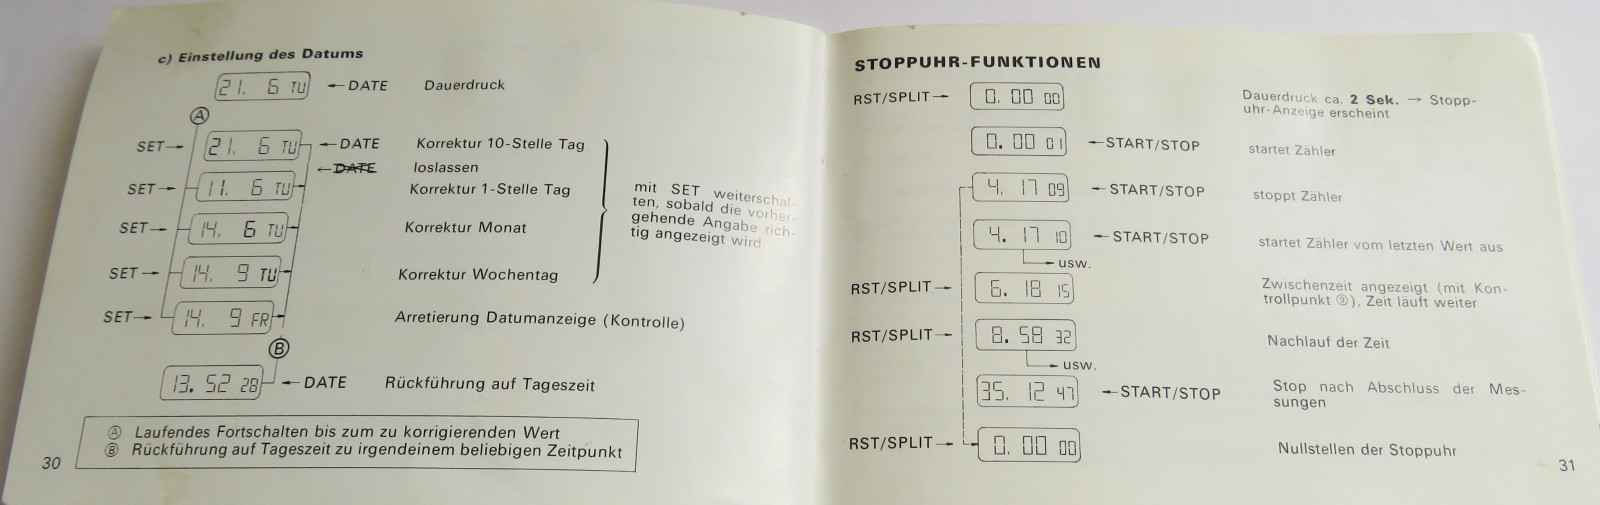 c) Einstellung des Datums
21. 6 TU ←DATE Dauerdruck
Ⓐ
SET→ 21. 6 TU ←DATE Korrektur 10-Stelle Tag
←DATE loslassen
SET→ 11. 6 TU Korrektur 1-Stelle Tag
SET→ 14. 6 TU Korrektur Monat
SET→ 14. 9 TU Korrektur Wochentag
mit SET weiterschal-
ten, sobald die vorher-
gehende Angabe rich-
tig angezeigt wird
SET→ 14. 9 FR Arretierung Datumanzeige (Kontrolle)
Ⓑ
13. 52 28 ←DATE Rückführung auf Tageszeit
Ⓐ Laufendes Fortschalten bis zum zu korrigierenden Wert
Ⓑ Rückführung auf Tageszeit zu irgendeinem beliebigen Zeitpunkt
30
STOPPUHR-FUNKTIONEN
RST/SPLIT→ 0. 00 00 Dauerdruck ca. 2 Sek. → Stopp-
uhr-Anzeige erscheint
0. 00 01 ←START/STOP startet Zähler
4. 17 09 ←START/STOP stoppt Zähler
4. 17 10 ←START/STOP startet Zähler vom letzten Wert aus
usw.
RST/SPLIT→ 6. 18 15 Zwischenzeit angezeigt (mit Kon-
trollpunkt ⑨), Zeit läuft weiter
RST/SPLIT→ 8. 58 32 Nachlauf der Zeit
usw.
35. 12 47 ←START/STOP Stop nach Abschluss der Mes-
sungen
RST/SPLIT→ 0. 00 00 Nullstellen der Stoppuhr
31